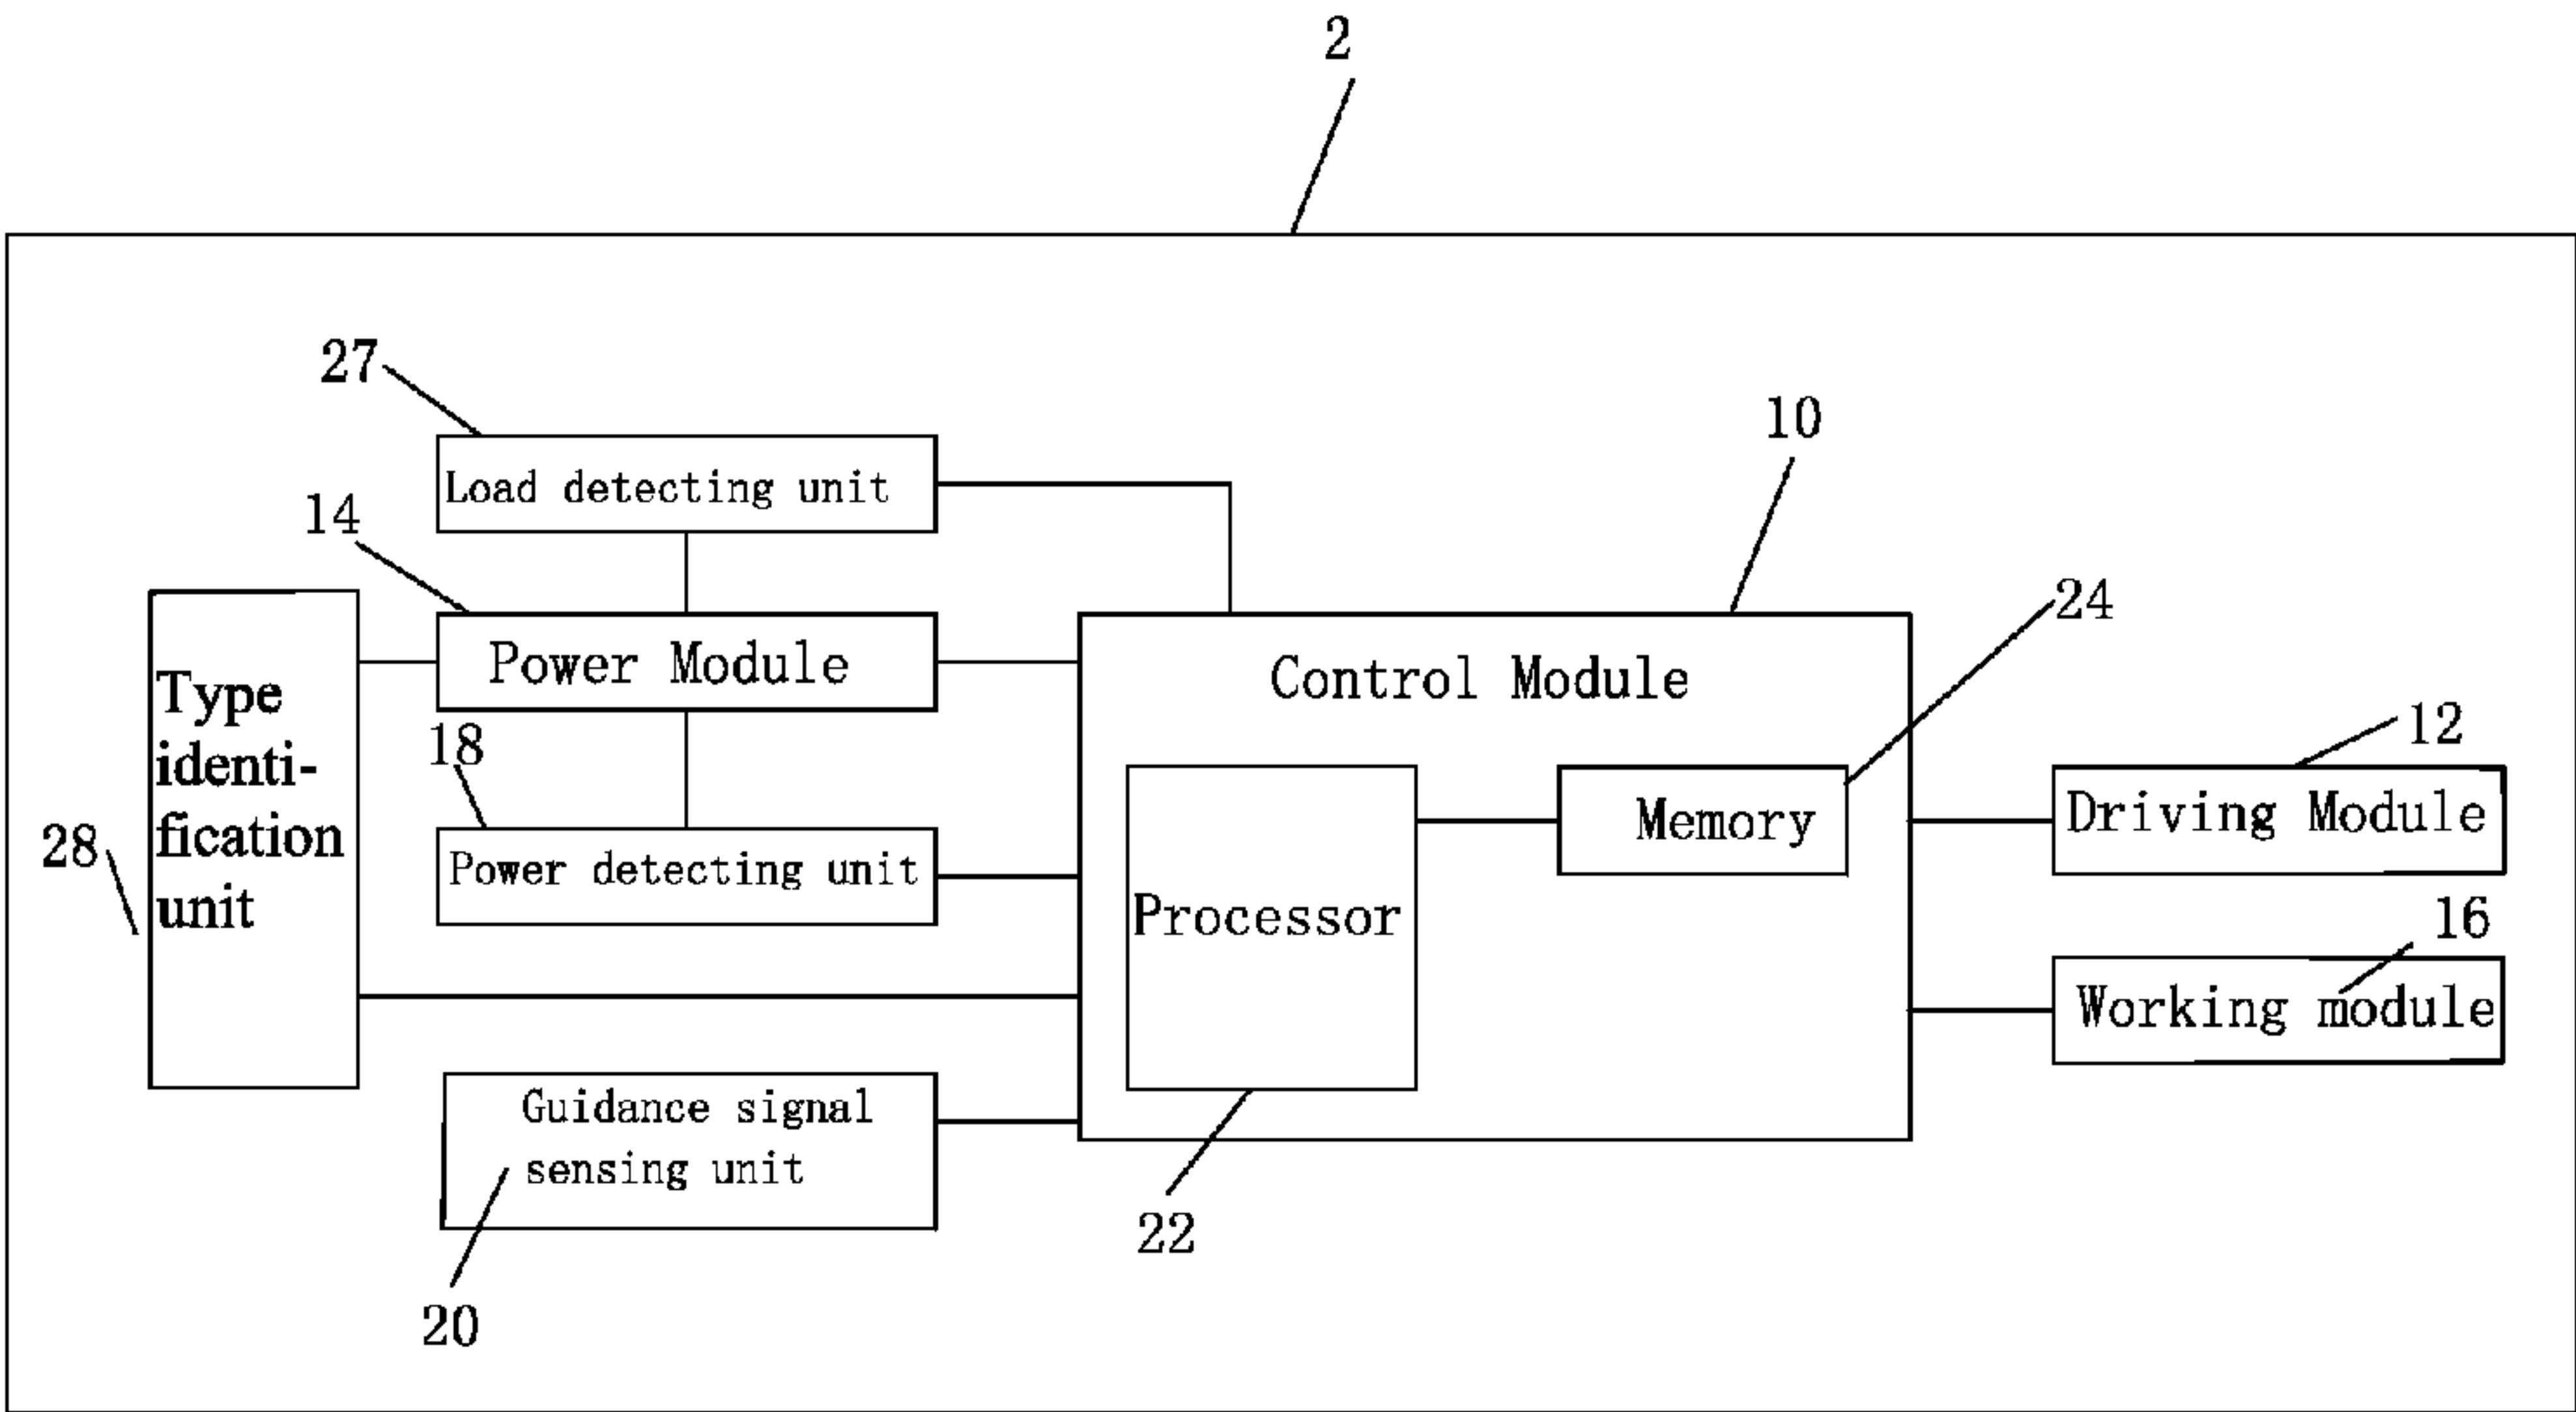 2
27
10
Load detecting unit
14
24
Power Module
Control Module
Type
identi-
fication
unit
18
12
Driving Module
Memory
28
Power detecting unit
Processor
16
Working module
Guidance signal
sensing unit
22
20